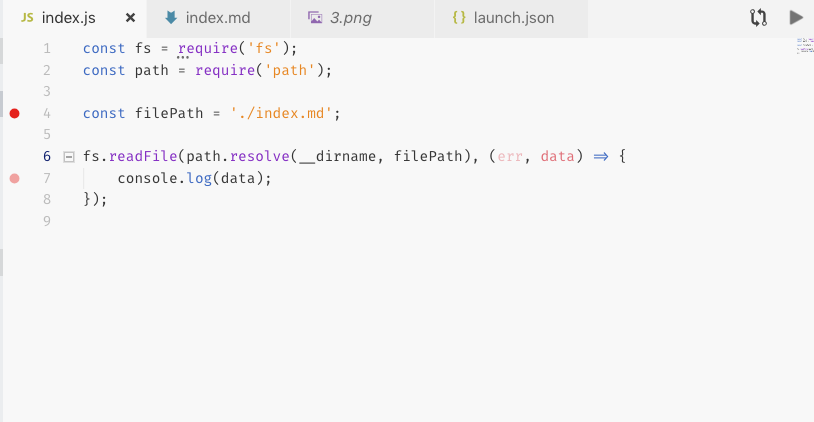 JS index.js × index.md 3.png {} launch.json
1 const fs = require('fs');
2 const path = require('path');
3
4 const filePath = './index.md';
5
6 fs.readFile(path.resolve(__dirname, filePath), (err, data) => {
7 console.log(data);
8 });
9